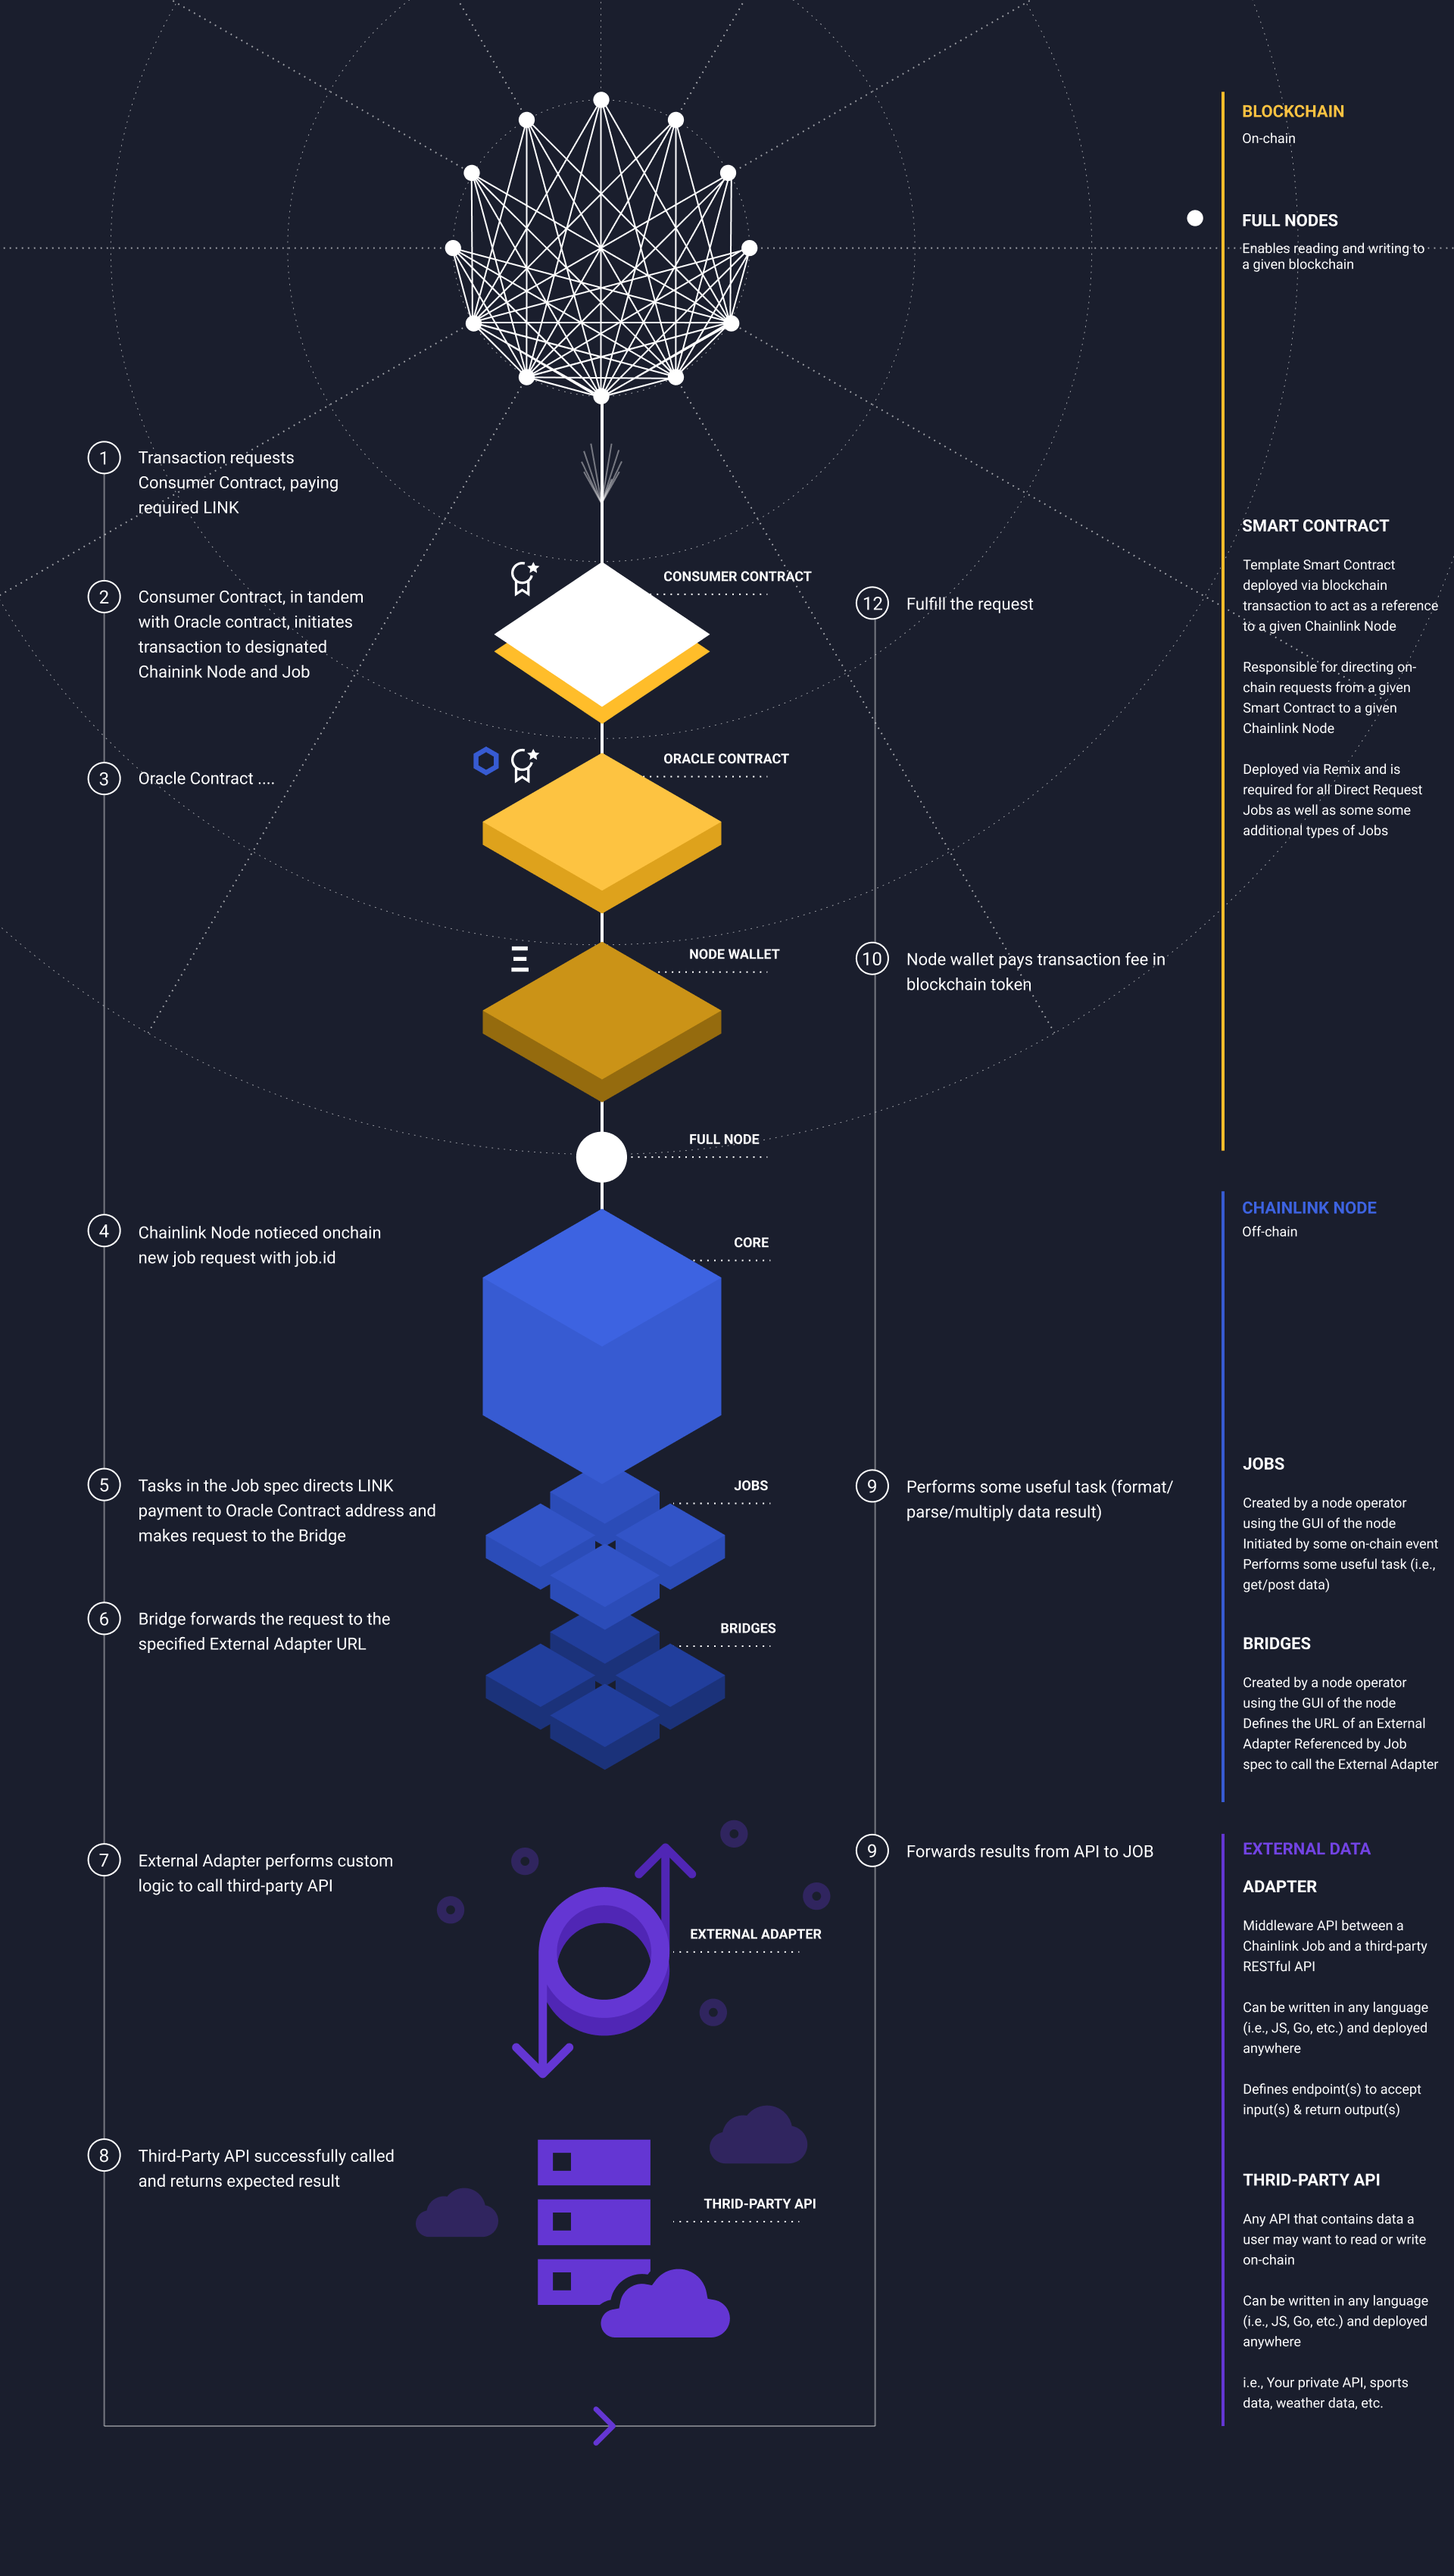 1
Transaction requests
Consumer Contract, paying
required LINK
2
Consumer Contract, in tandem
with Oracle contract, initiates
transaction to designated
Chainink Node and Job
3
Oracle Contract ....
4
Chainlink Node notieced onchain
new job request with job.id
5
Tasks in the Job spec directs LINK
payment to Oracle Contract address and
makes request to the Bridge
6
Bridge forwards the request to the
specified External Adapter URL
7
External Adapter performs custom
logic to call third-party API
8
Third-Party API successfully called
and returns expected result
CONSUMER CONTRACT
ORACLE CONTRACT
NODE WALLET
FULL NODE
CORE
JOBS
BRIDGES
EXTERNAL ADAPTER
THRID-PARTY API
12
Fulfill the request
10
Node wallet pays transaction fee in
blockchain token
9
Performs some useful task (format/
parse/multiply data result)
9
Forwards results from API to JOB
BLOCKCHAIN
On-chain
FULL NODES
Enables reading and writing to
a given blockchain
SMART CONTRACT
Template Smart Contract
deployed via blockchain
transaction to act as a reference
to a given Chainlink Node
Responsible for directing on-
chain requests from a given
Smart Contract to a given
Chainlink Node
Deployed via Remix and is
required for all Direct Request
Jobs as well as some some
additional types of Jobs
CHAINLINK NODE
Off-chain
JOBS
Created by a node operator
using the GUI of the node
Initiated by some on-chain event
Performs some useful task (i.e.,
get/post data)
BRIDGES
Created by a node operator
using the GUI of the node
Defines the URL of an External
Adapter Referenced by Job
spec to call the External Adapter
EXTERNAL DATA
ADAPTER
Middleware API between a
Chainlink Job and a third-party
RESTful API
Can be written in any language
(i.e., JS, Go, etc.) and deployed
anywhere
Defines endpoint(s) to accept
input(s) & return output(s)
THRID-PARTY API
Any API that contains data a
user may want to read or write
on-chain
Can be written in any language
(i.e., JS, Go, etc.) and deployed
anywhere
i.e., Your private API, sports
data, weather data, etc.